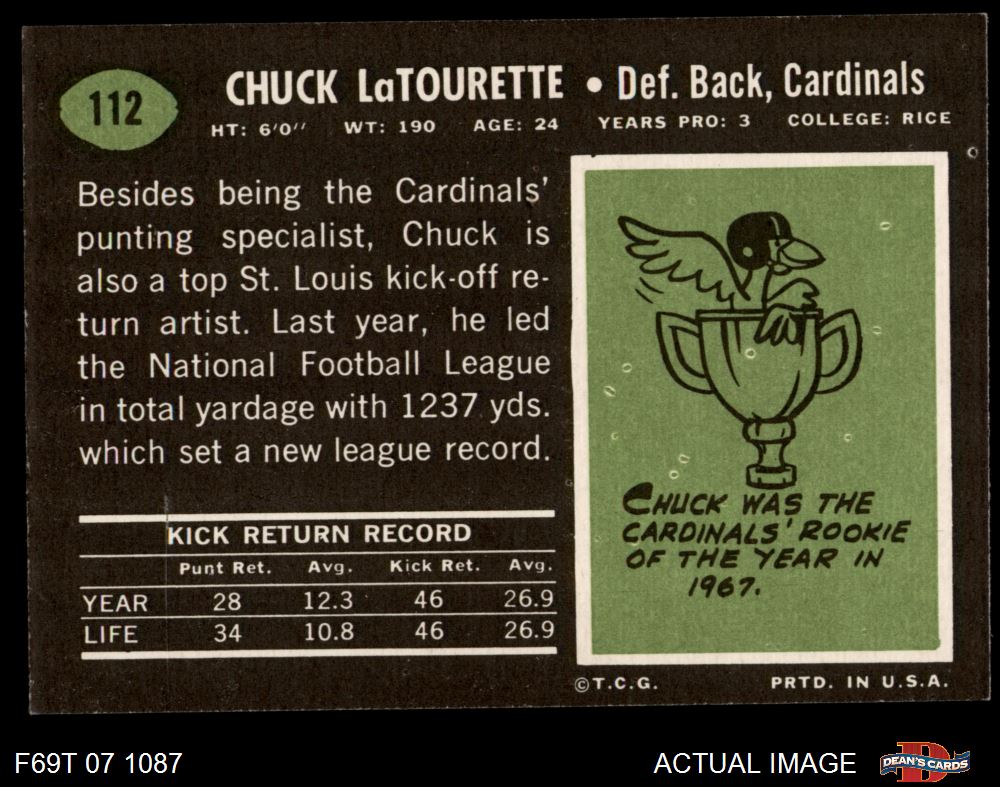 112
CHUCK LaTOURETTE • Def. Back, Cardinals
HT: 6'0" WT: 190 AGE: 24 YEARS PRO: 3 COLLEGE: RICE
Besides being the Cardinals'
punting specialist, Chuck is
also a top St. Louis kick-off re-
turn artist. Last year, he led
the National Football League
in total yardage with 1237 yds.
which set a new league record.
KICK RETURN RECORD
Punt Ret. Avg. Kick Ret. Avg.
YEAR 28 12.3 46 26.9
LIFE 34 10.8 46 26.9
CHUCK WAS THE
CARDINALS' ROOKIE
OF THE YEAR IN
1967.
©T.C.G. PRTD. IN U.S.A.
F69T 07 1087 ACTUAL IMAGE
D
DEAN'S CARDS